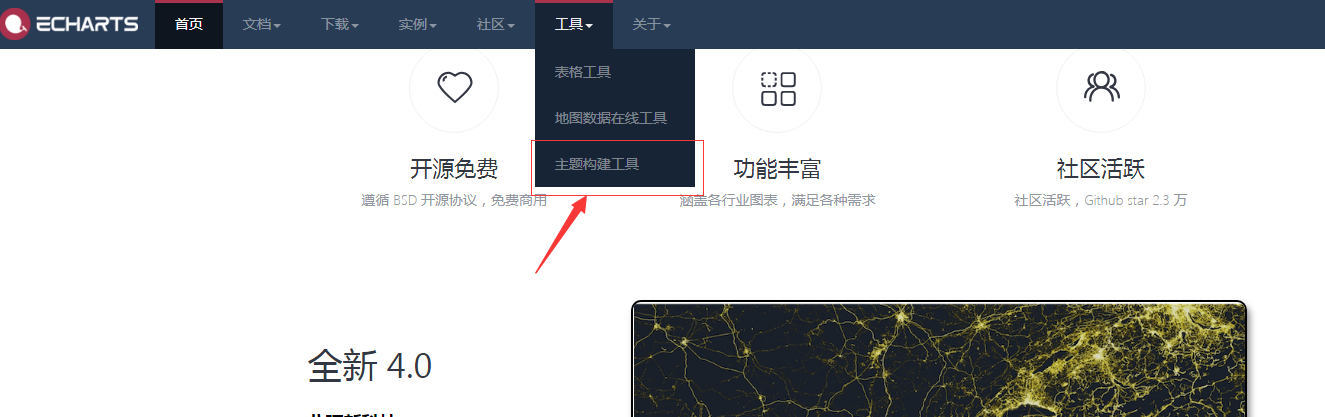 ECHARTS 首页 文档 下载 实例 社区 工具 关于
表格工具
地图数据在线工具
主题构建工具
开源免费 功能丰富 社区活跃
遵循 BSD 开源协议，免费商用 涵盖各行业图表，满足各种需求 社区活跃，Github star 2.3 万
全新 4.0